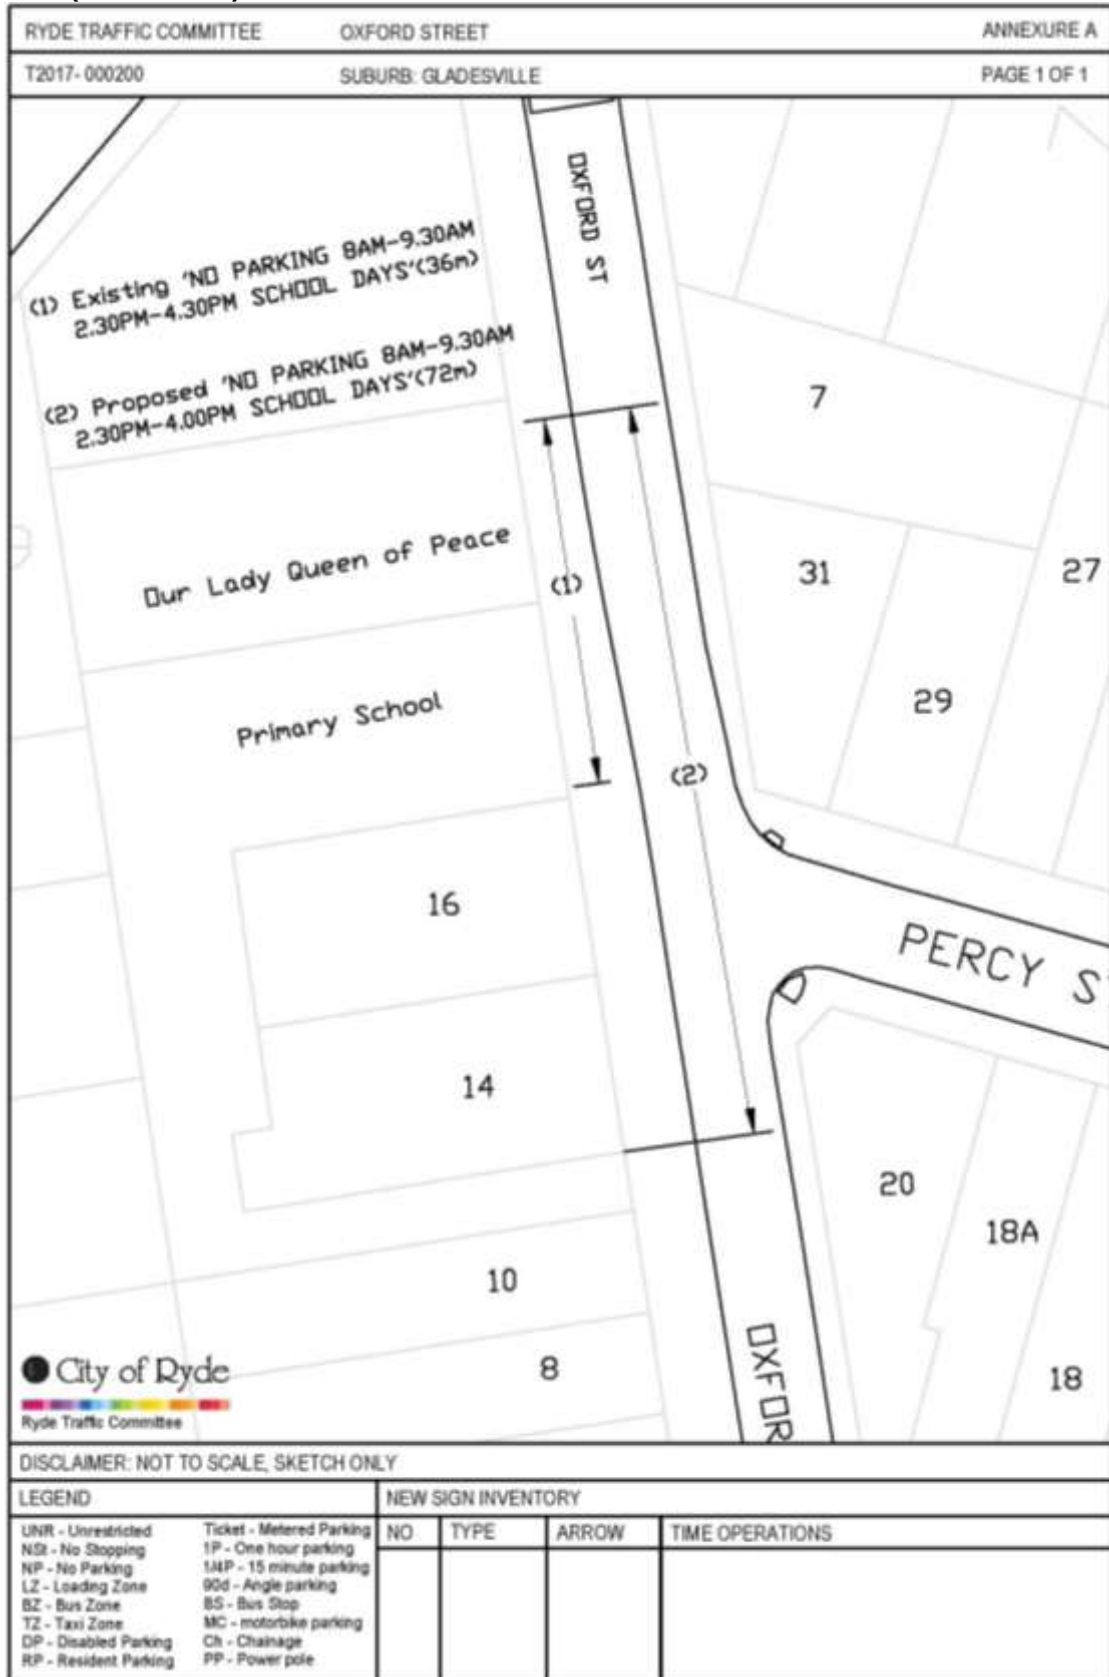 RYDE TRAFFIC COMMITTEE OXFORD STREET ANNEXURE A
T2017- 000200 SUBURB: GLADESVILLE PAGE 1 OF 1
OXFORD ST
(1) Existing 'NO PARKING 8AM-9.30AM
2.30PM-4.30PM SCHOOL DAYS'(36m)
(2) Proposed 'NO PARKING 8AM-9.30AM
2.30PM-4.00PM SCHOOL DAYS'(72m)
7
Our Lady Queen of Peace
(1)
31
27
29
Primary School
(2)
16
PERCY S
14
20
18A
10
OXFOR
8
18
City of Ryde
Ryde Traffic Committee
DISCLAIMER: NOT TO SCALE, SKETCH ONLY
LEGEND
UNR - Unrestricted
NSt - No Stopping
NP - No Parking
LZ - Loading Zone
BZ - Bus Zone
TZ - Taxi Zone
DP - Disabled Parking
RP - Resident Parking
Ticket - Metered Parking
1P - One hour parking
1/4P - 15 minute parking
90d - Angle parking
BS - Bus Stop
MC - motorbike parking
Ch - Chainage
PP - Power pole
NEW SIGN INVENTORY
NO TYPE ARROW TIME OPERATIONS